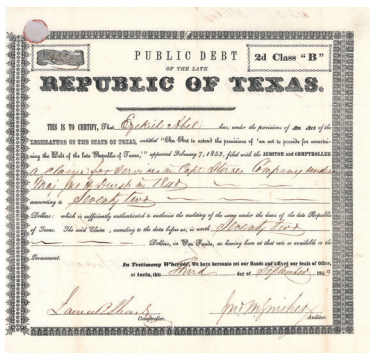 PUBLIC DEBT
OF THE LATE
2d Class "B"
REPUBLIC OF TEXAS.
THIS IS TO CERTIFY, That Ezekiel Abel has, under the provisions of An Act of the
LEGISLATURE OF THE STATE OF TEXAS, entitled "An Act to extend the provisions of 'an act to provide for ascertaining
the Debt of the late Republic of Texas,'" approved February 7, 1853, filed with the AUDITOR and COMPTROLLER
a claim for services in Capt Company under
Maj in
amounting to Seventy two
Dollars: which is sufficiently authenticated to authorize the auditing of the same under the laws of the late Republic
of Texas. The said Claim, according to the data before us, is worth Seventy two
Dollars, in Par Funds, as having been at that rate so available to the
Government.
In Testimony Whereof, We have hereunto set our Hands and affixed our Seals of Office,
at Austin, this Third day of September 185
James Shaw
Comptroller.
Auditor.